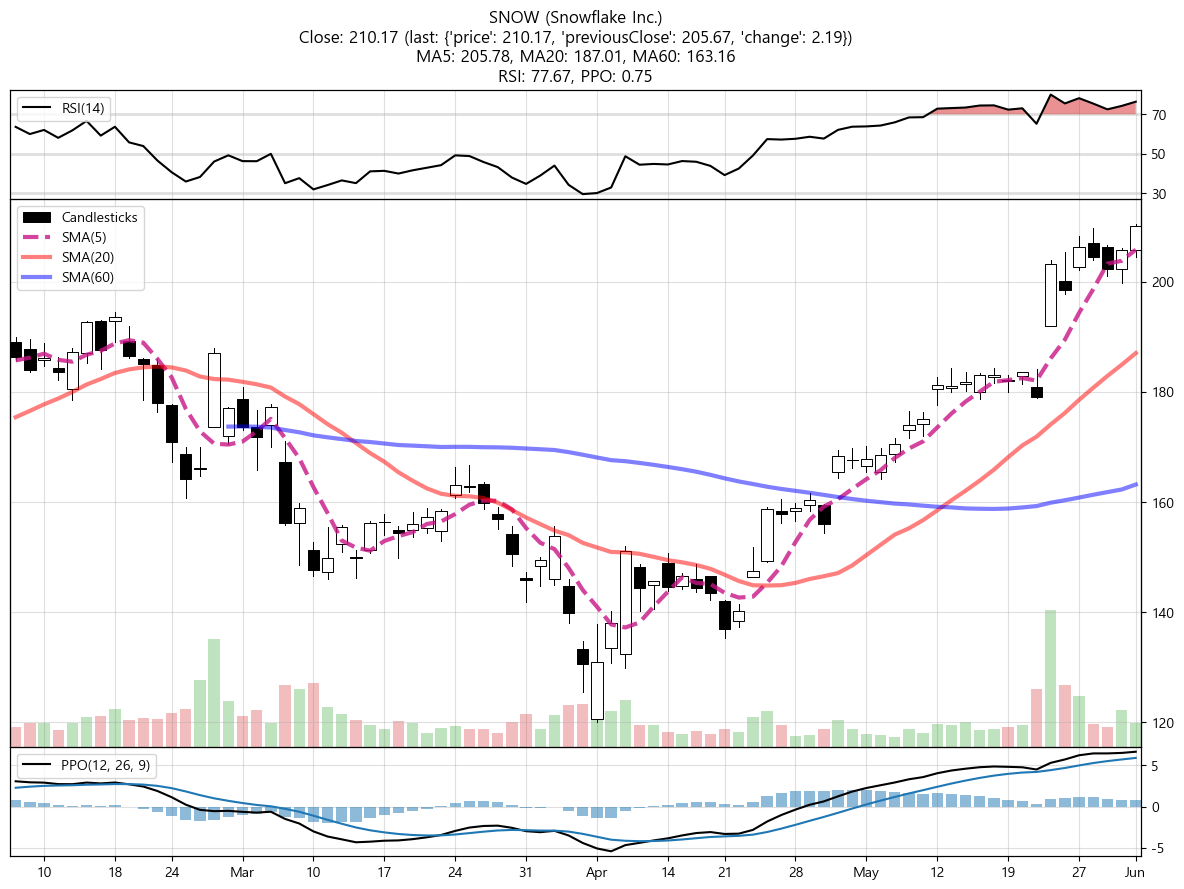 SNOW (Snowflake Inc.)
Close: 210.17 (last: {'price': 210.17, 'previousClose': 205.67, 'change': 2.19})
MA5: 205.78, MA20: 187.01, MA60: 163.16
RSI: 77.67, PPO: 0.75
RSI(14)
70
50
30
Candlesticks
SMA(5)
SMA(20)
SMA(60)
200
180
160
140
120
PPO(12, 26, 9)
5
0
-5
10 18 24 Mar 10 17 24 31 Apr 14 21 28 May 12 19 27 Jun